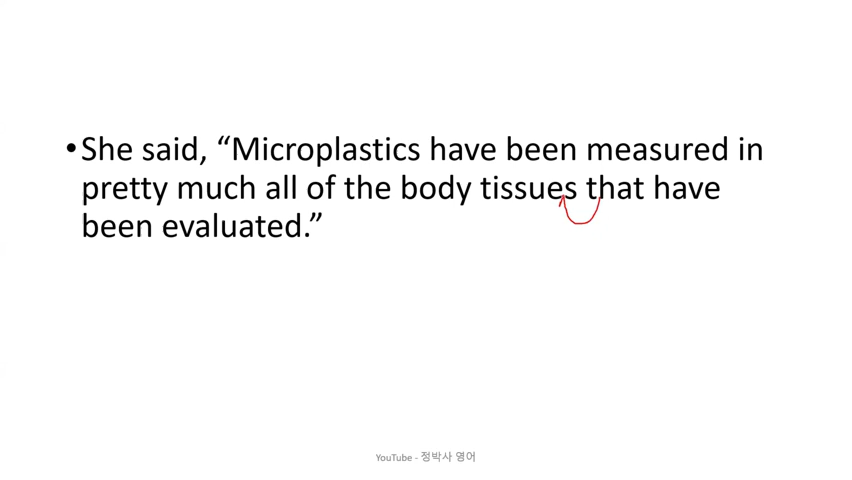 •She said, “Microplastics have been measured in
pretty much all of the body tissues that have
been evaluated.”
YouTube - 정박사 영어